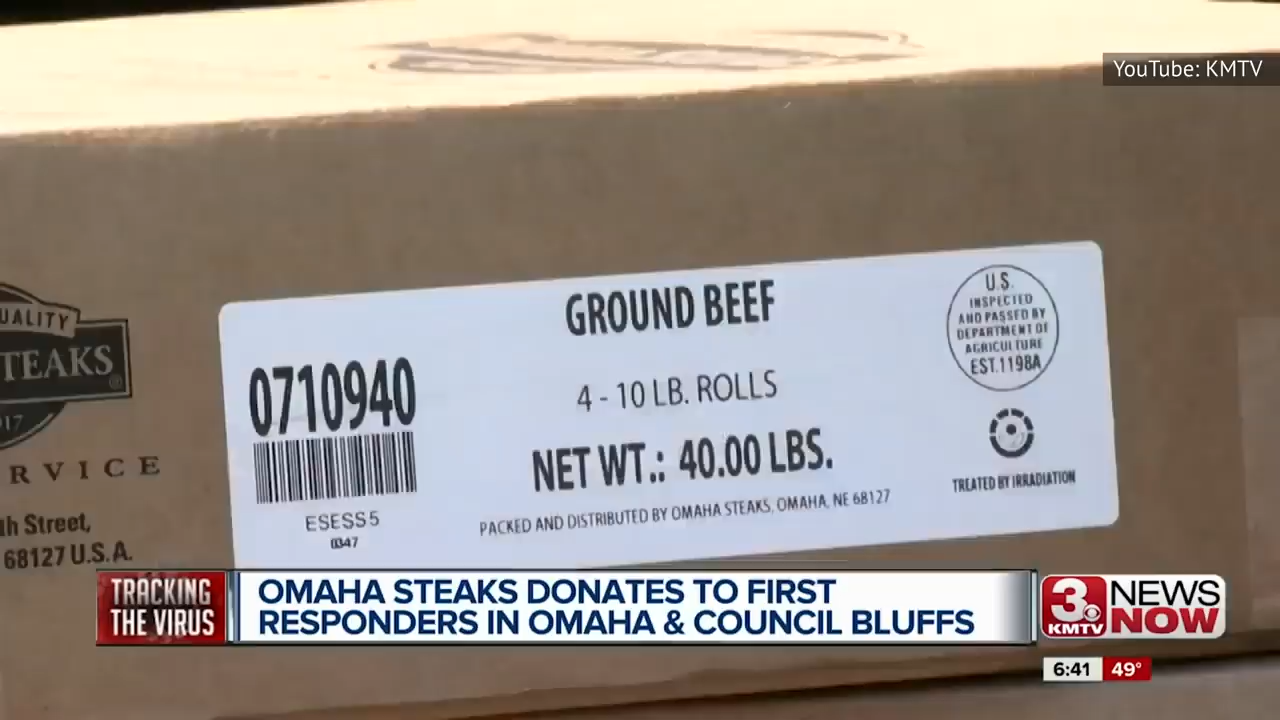 YouTube: KMTV
UALITY
TEAKS®
17
RVICE
th Street,
68127 U.S.A.
0710940
ESESS5
0347
GROUND BEEF
4 - 10 LB. ROLLS
NET WT.: 40.00 LBS.
PACKED AND DISTRIBUTED BY OMAHA STEAKS, OMAHA, NE 68127
U.S.
INSPECTED
AND PASSED BY
DEPARTMENT OF
AGRICULTURE
EST.1198A
TREATED BY IRRADIATION
TRACKING
THE VIRUS
OMAHA STEAKS DONATES TO FIRST
RESPONDERS IN OMAHA & COUNCIL BLUFFS
3
KMTV
NEWS
NOW
6:41 49°